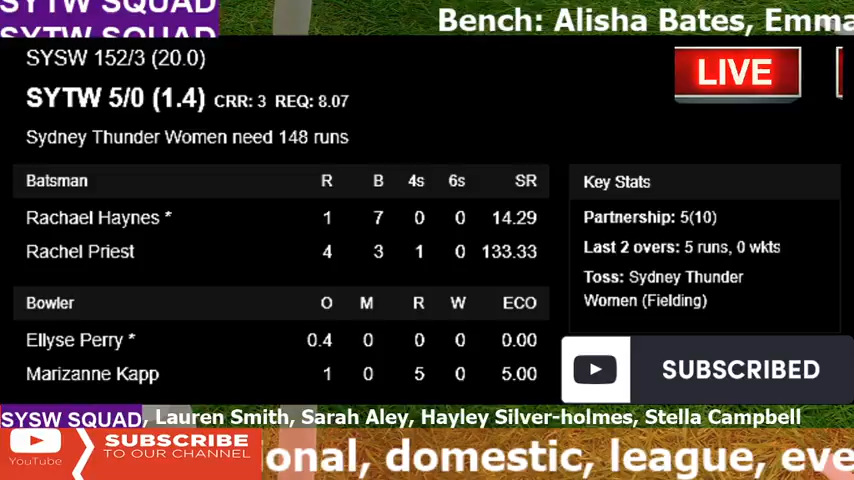 SYTW SQUAD
SYTW SQUAD
Bench: Alisha Bates, Emma
SYSW 152/3 (20.0)
LIVE
SYTW 5/0 (1.4) CRR: 3 REQ: 8.07
Sydney Thunder Women need 148 runs
Batsman R B 4s 6s SR
Rachael Haynes * 1 7 0 0 14.29
Rachel Priest 4 3 1 0 133.33
Bowler O M R W ECO
Ellyse Perry * 0.4 0 0 0 0.00
Marizanne Kapp 1 0 5 0 5.00
Key Stats
Partnership: 5(10)
Last 2 overs: 5 runs, 0 wkts
Toss: Sydney Thunder
Women (Fielding)
SUBSCRIBED
SYSW SQUAD, Lauren Smith, Sarah Aley, Hayley Silver-holmes, Stella Campbell
YouTube
SUBSCRIBE
TO OUR CHANNEL
onal, domestic, league, eve